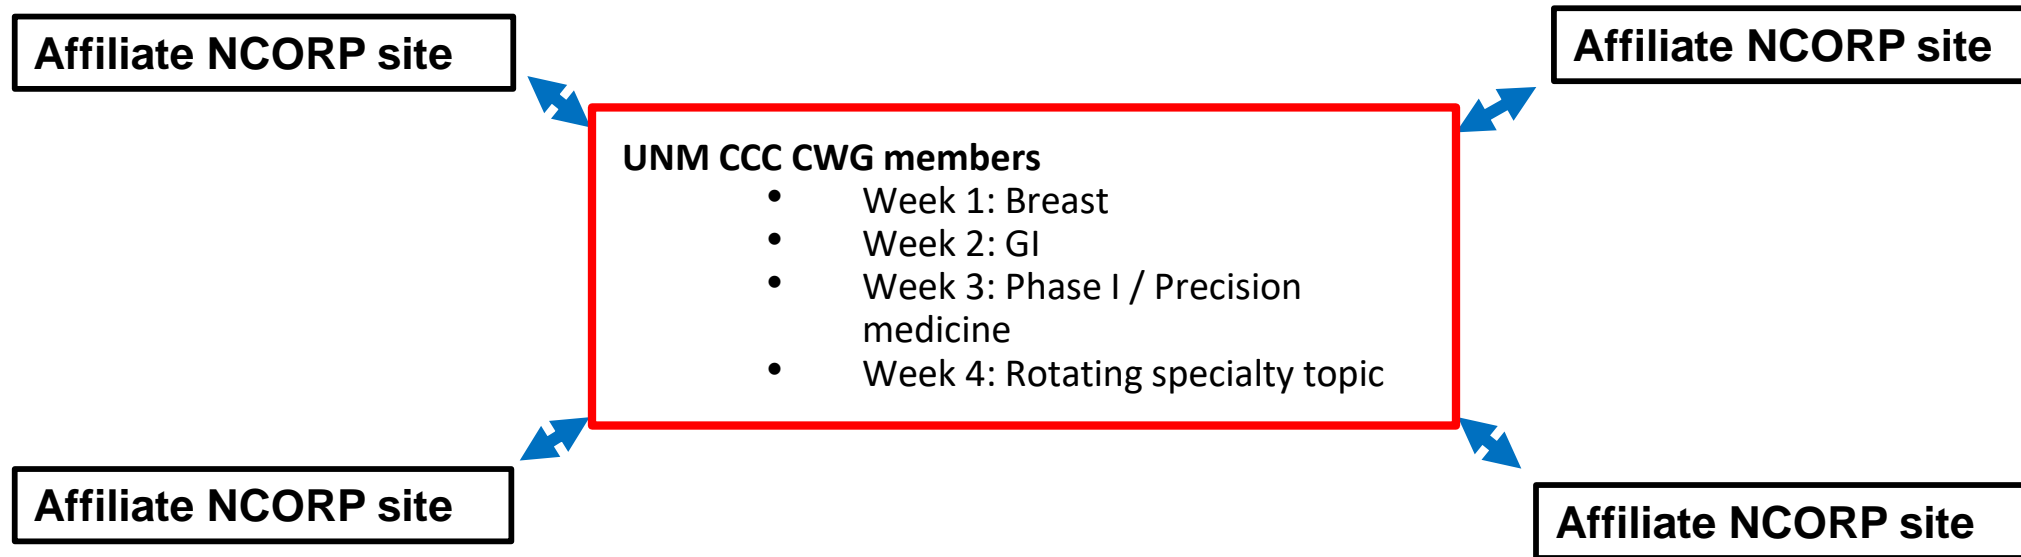 Affiliate NCORP site
Affiliate NCORP site
UNM CCC CWG members
• Week 1: Breast
• Week 2: GI
• Week 3: Phase I / Precision
medicine
• Week 4: Rotating specialty topic
Affiliate NCORP site
Affiliate NCORP site